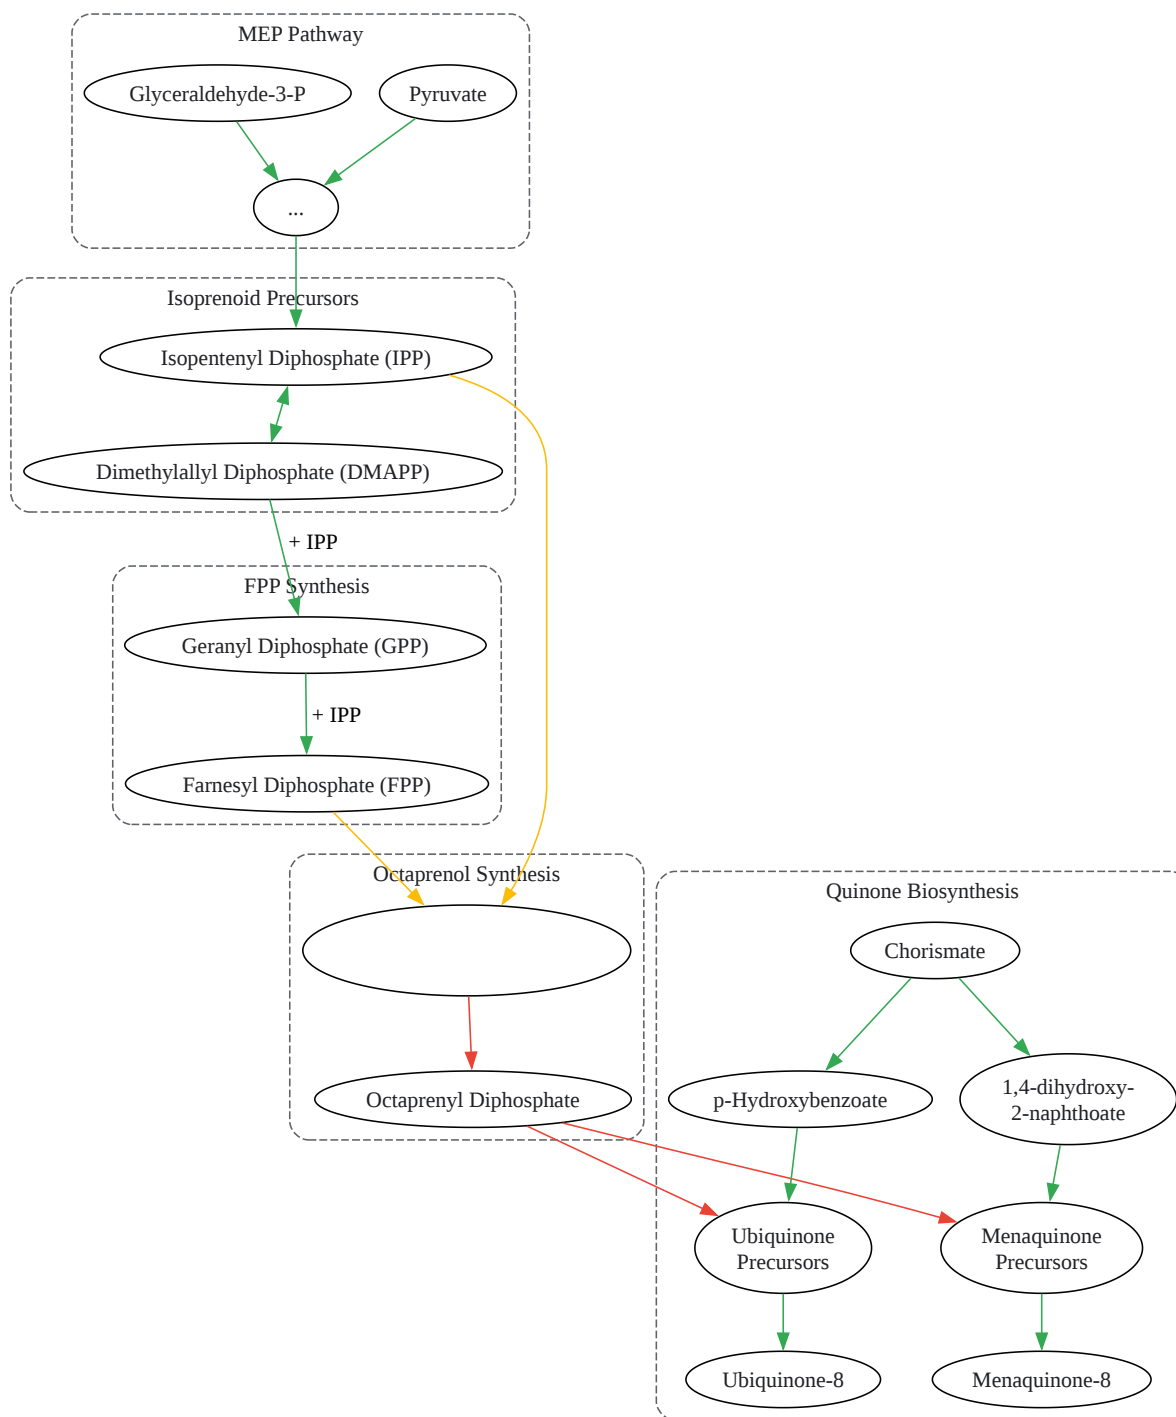 MEP Pathway
Glyceraldehyde-3-P
Pyruvate
...
Isoprenoid Precursors
Isopentenyl Diphosphate (IPP)
Dimethylallyl Diphosphate (DMAPP)
+ IPP
FPP Synthesis
Geranyl Diphosphate (GPP)
+ IPP
Farnesyl Diphosphate (FPP)
Octaprenol Synthesis
Octaprenyl Diphosphate
Quinone Biosynthesis
Chorismate
p-Hydroxybenzoate
1,4-dihydroxy-
2-naphthoate
Ubiquinone
Precursors
Menaquinone
Precursors
Ubiquinone-8
Menaquinone-8